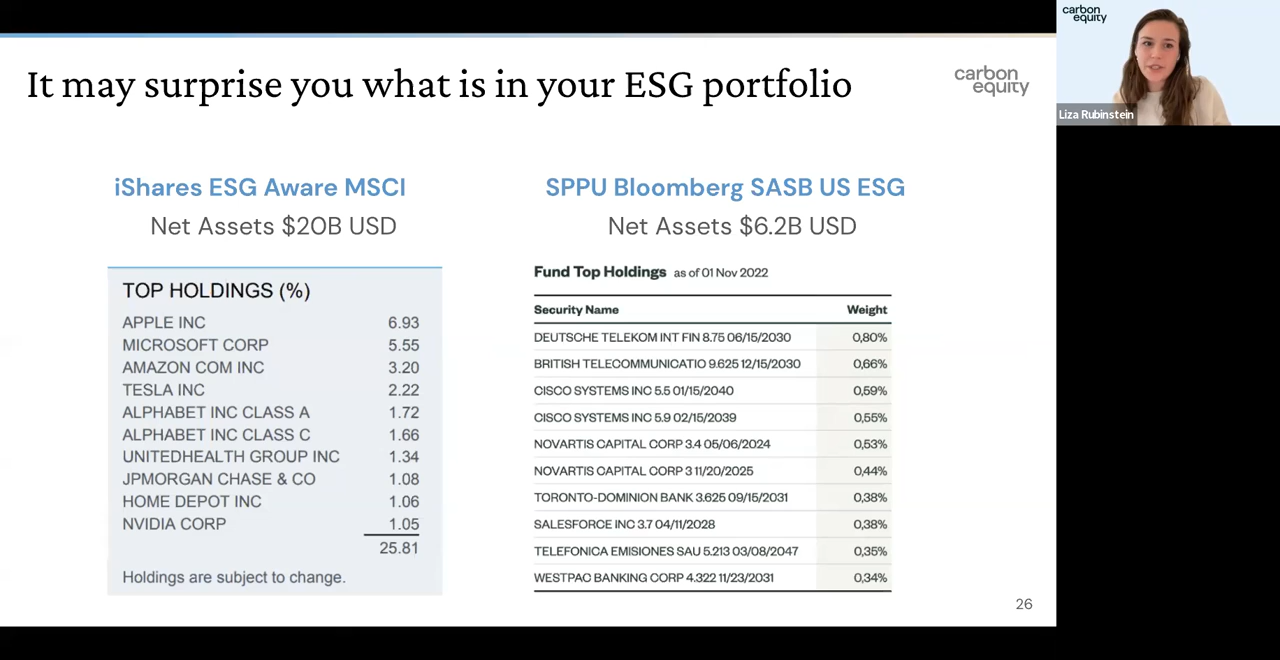 It may surprise you what is in your ESG portfolio
carbon
equity
carbon
equity
Liza Rubinstein
iShares ESG Aware MSCI
Net Assets $20B USD
TOP HOLDINGS (%)
APPLE INC 6.93
MICROSOFT CORP 5.55
AMAZON COM INC 3.20
TESLA INC 2.22
ALPHABET INC CLASS A 1.72
ALPHABET INC CLASS C 1.66
UNITEDHEALTH GROUP INC 1.34
JPMORGAN CHASE & CO 1.08
HOME DEPOT INC 1.06
NVIDIA CORP 1.05
25.81
Holdings are subject to change.
SPPU Bloomberg SASB US ESG
Net Assets $6.2B USD
Fund Top Holdings as of 01 Nov 2022
Security Name Weight
DEUTSCHE TELEKOM INT FIN 8.75 06/15/2030 0,80%
BRITISH TELECOMMUNICATIO 9.625 12/15/2030 0,66%
CISCO SYSTEMS INC 5.5 01/15/2040 0,59%
CISCO SYSTEMS INC 5.9 02/15/2039 0,55%
NOVARTIS CAPITAL CORP 3.4 05/06/2024 0,53%
NOVARTIS CAPITAL CORP 3 11/20/2025 0,44%
TORONTO-DOMINION BANK 3.625 09/15/2031 0,38%
SALESFORCE INC 3.7 04/11/2028 0,38%
TELEFONICA EMISIONES SAU 5.213 03/08/2047 0,35%
WESTPAC BANKING CORP 4.322 11/23/2031 0,34%
26